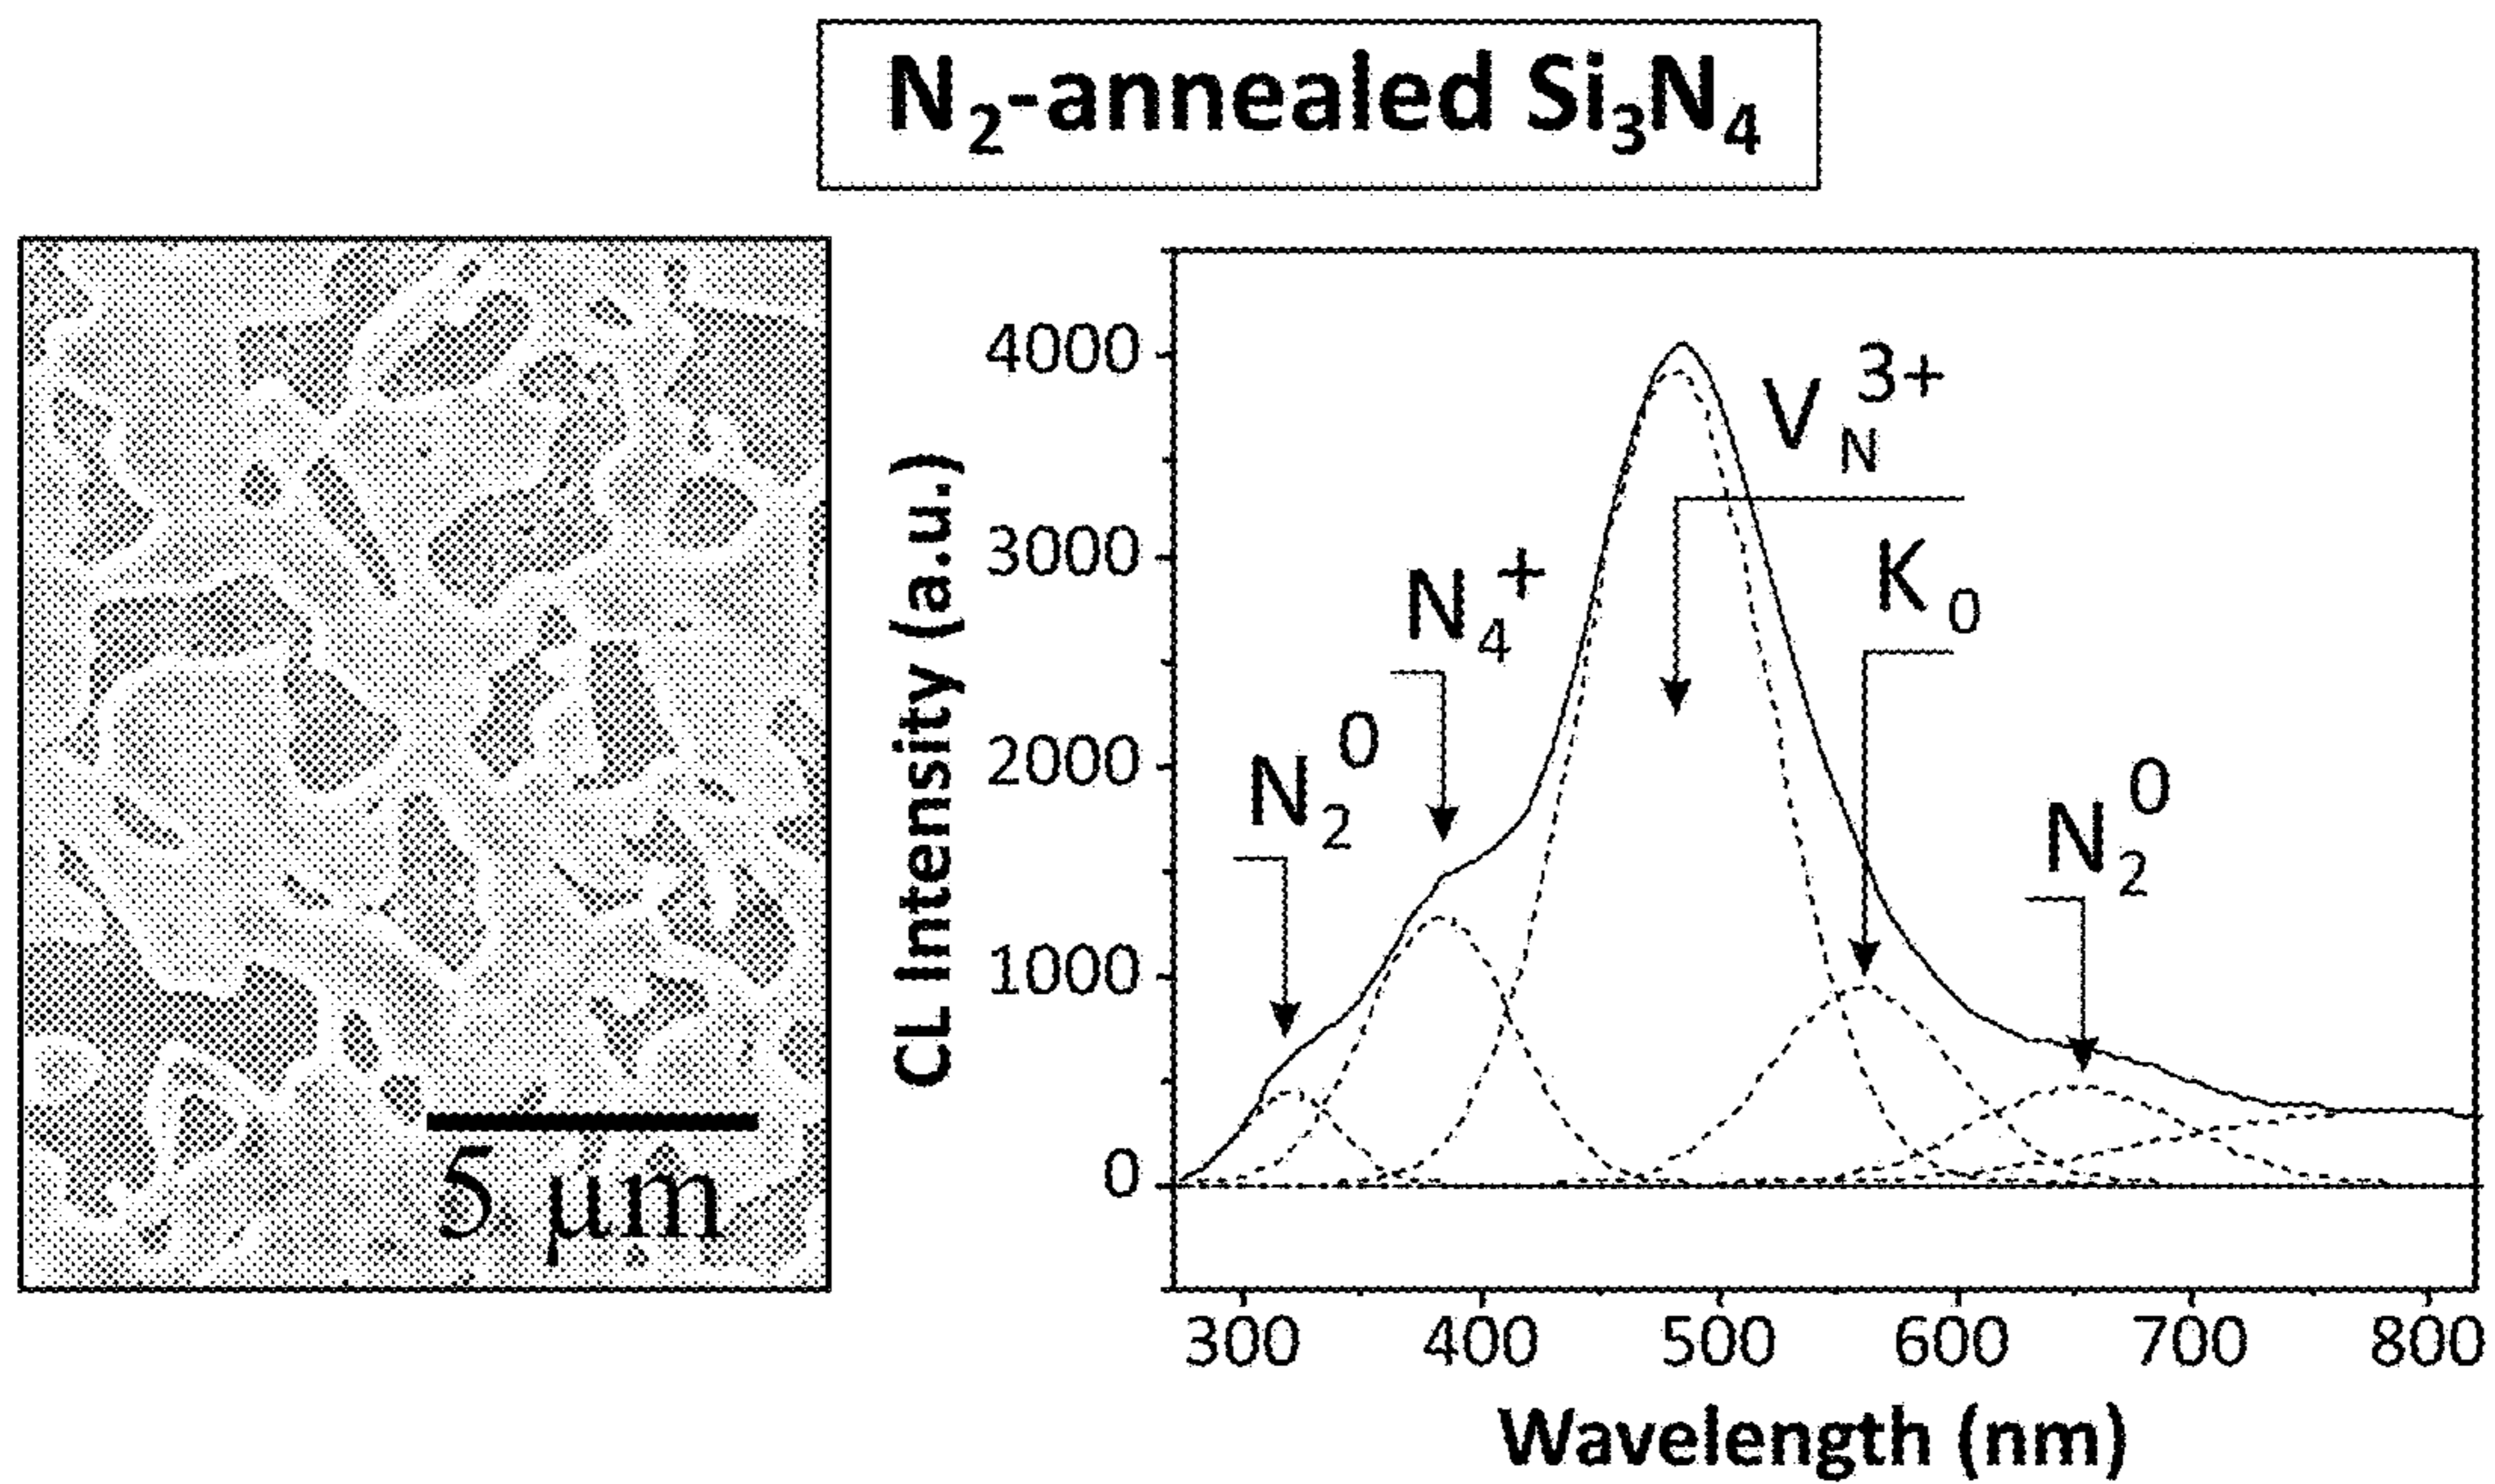 N₂-annealed Si₃N₄
5 μm
CL Intensity (a.u.)
4000
3000
2000
1000
0
N₂⁰
N₄⁺
V_N³⁺
K₀
N₂⁰
300 400 500 600 700 800
Wavelength (nm)